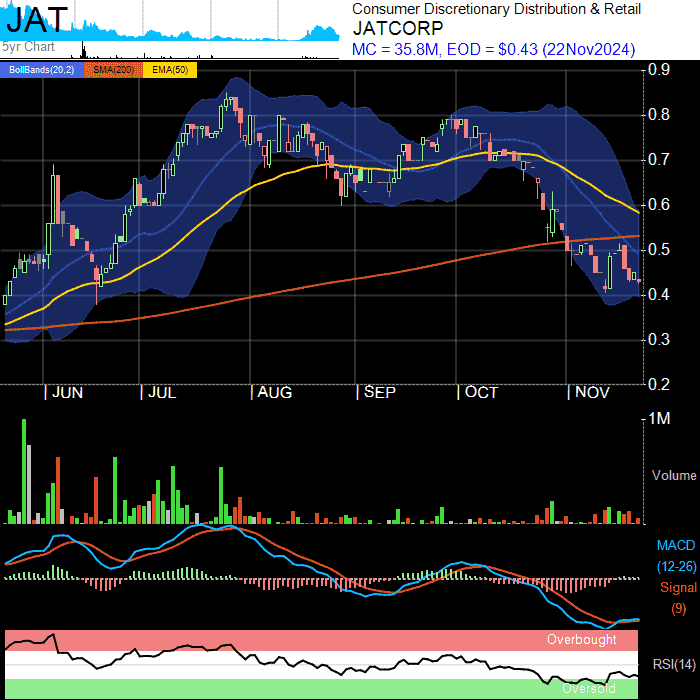 JAT
5yr Chart
Consumer Discretionary Distribution & Retail
JATCORP
MC = 35.8M, EOD = $0.43 (22Nov2024)
BollBands(20,2) SMA(200) EMA(50)
0.9
0.8
0.7
0.6
0.5
0.4
0.3
0.2
JUN JUL AUG SEP OCT NOV
1M
Volume
MACD
(12-26)
Signal
(9)
Overbought
RSI(14)
Oversold